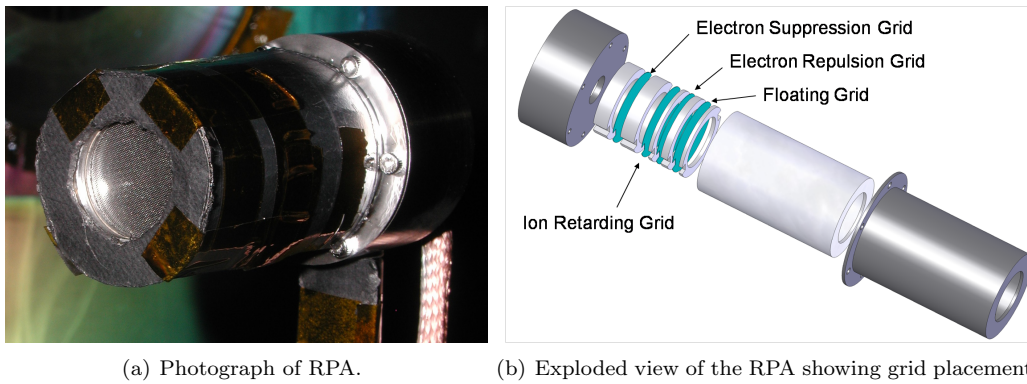 Electron Suppression Grid
Electron Repulsion Grid
Floating Grid
Ion Retarding Grid
(a) Photograph of RPA.
(b) Exploded view of the RPA showing grid placement